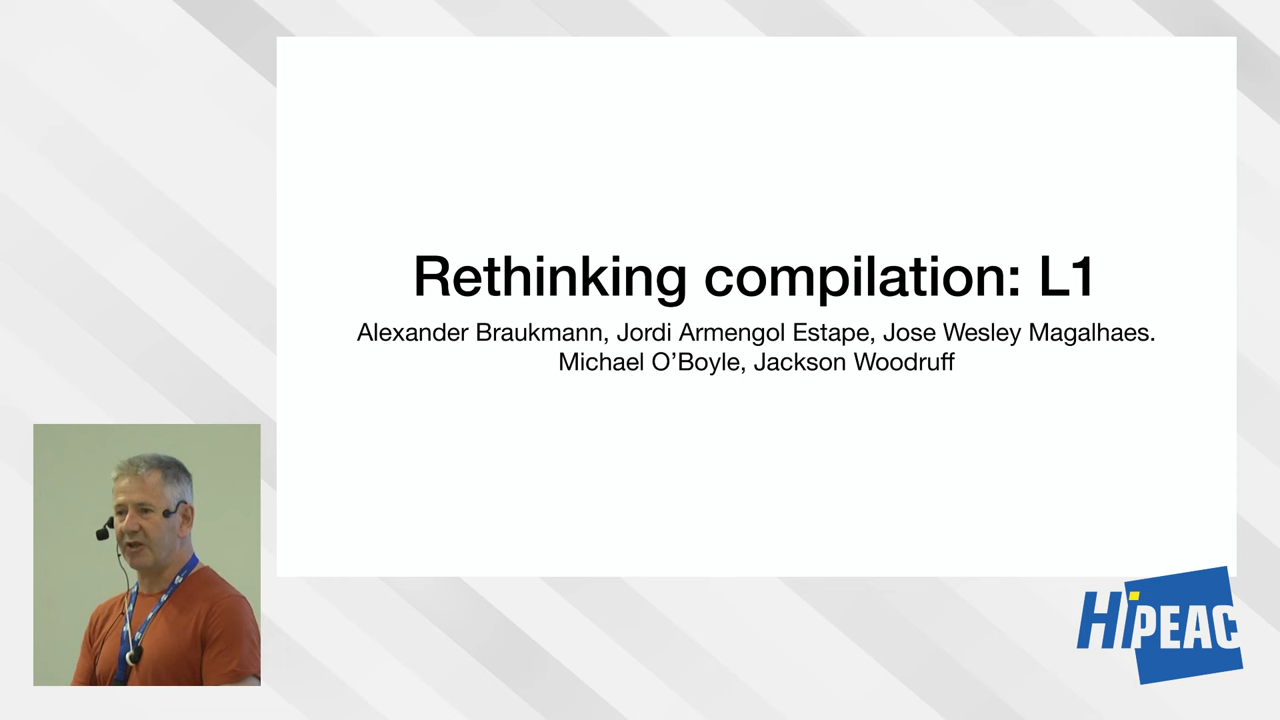 Rethinking compilation: L1
Alexander Braukmann, Jordi Armengol Estape, Jose Wesley Magalhaes.
Michael O'Boyle, Jackson Woodruff
HiPEAC